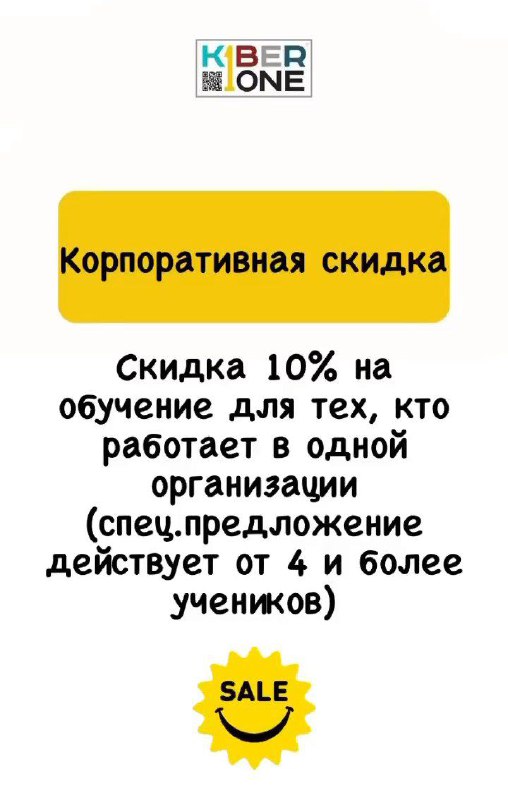 KIBER
ONE
Корпоративная скидка
Скидка 10% на
обучение для тех, кто
работает в одной
организации
(спец.предложение
действует от 4 и более
учеников)
SALE